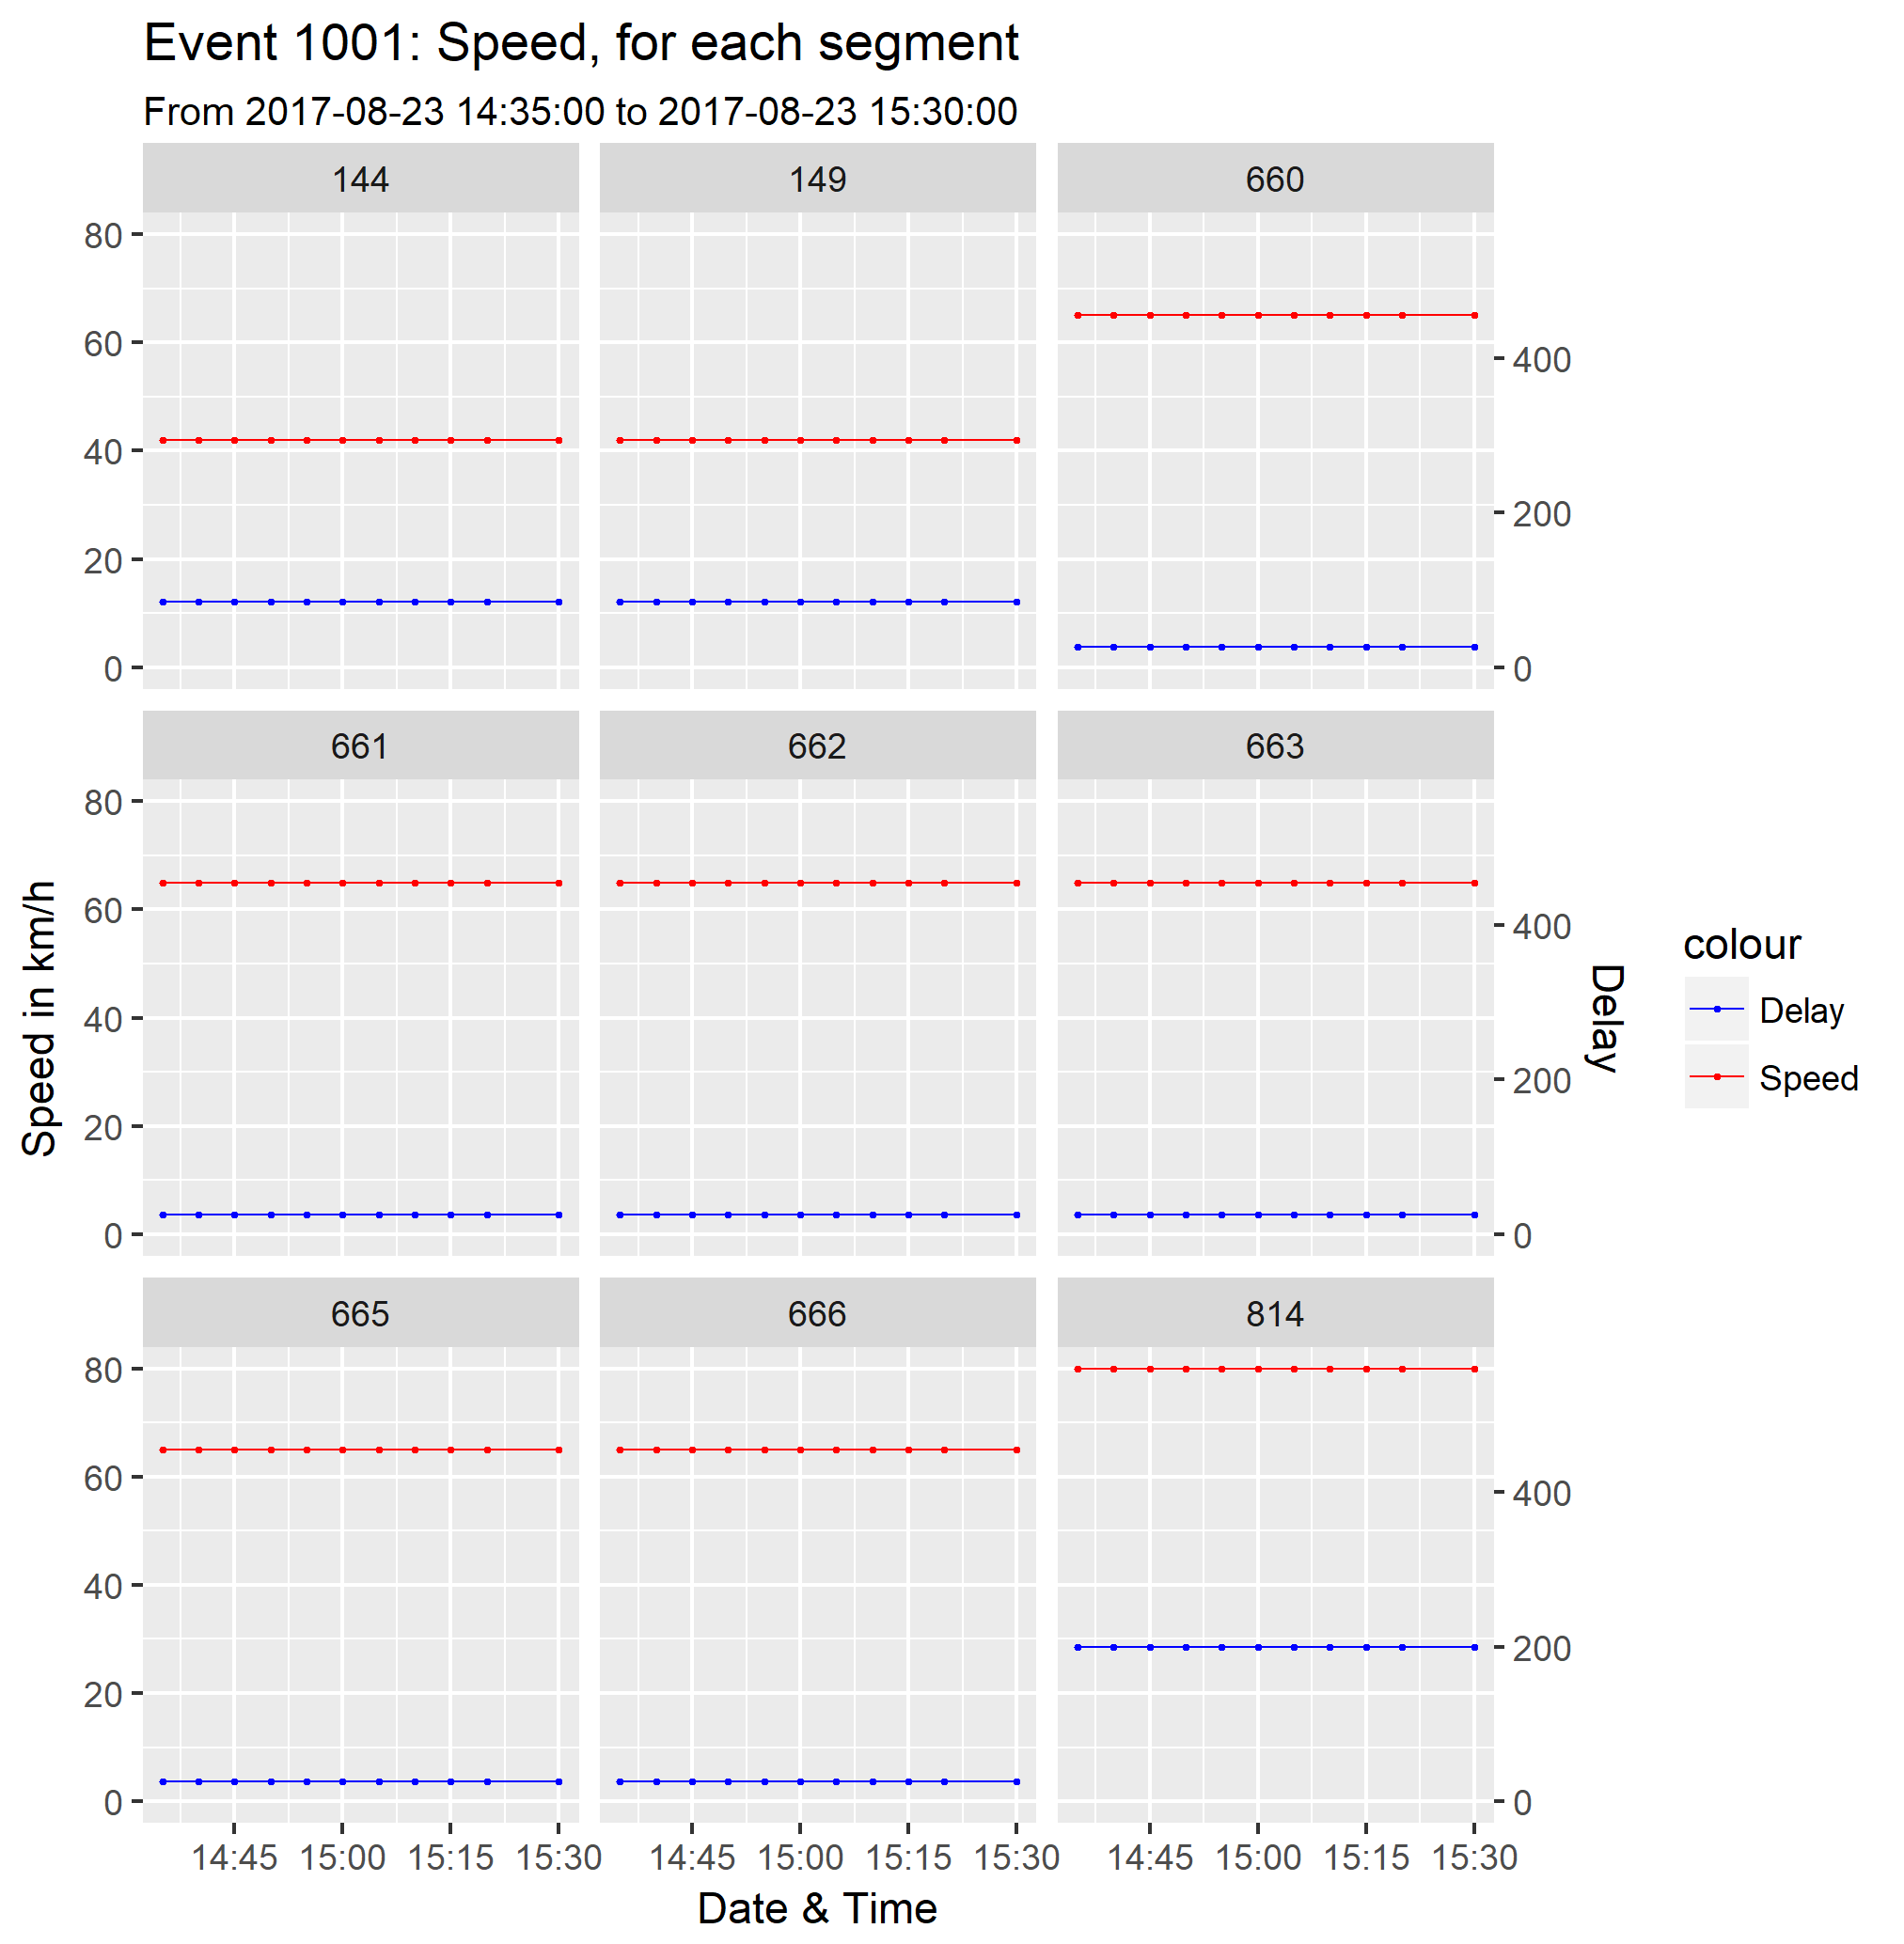 Event 1001: Speed, for each segment
From 2017-08-23 14:35:00 to 2017-08-23 15:30:00
144 149 660
80
60
40
20
0
400
200
0
661 662 663
80
60
40
20
0
400
200
0
665 666 814
80
60
40
20
0
400
200
0
14:45 15:00 15:15 15:30 14:45 15:00 15:15 15:30 14:45 15:00 15:15 15:30
Date & Time
Speed in km/h
Delay
colour
Delay
Speed